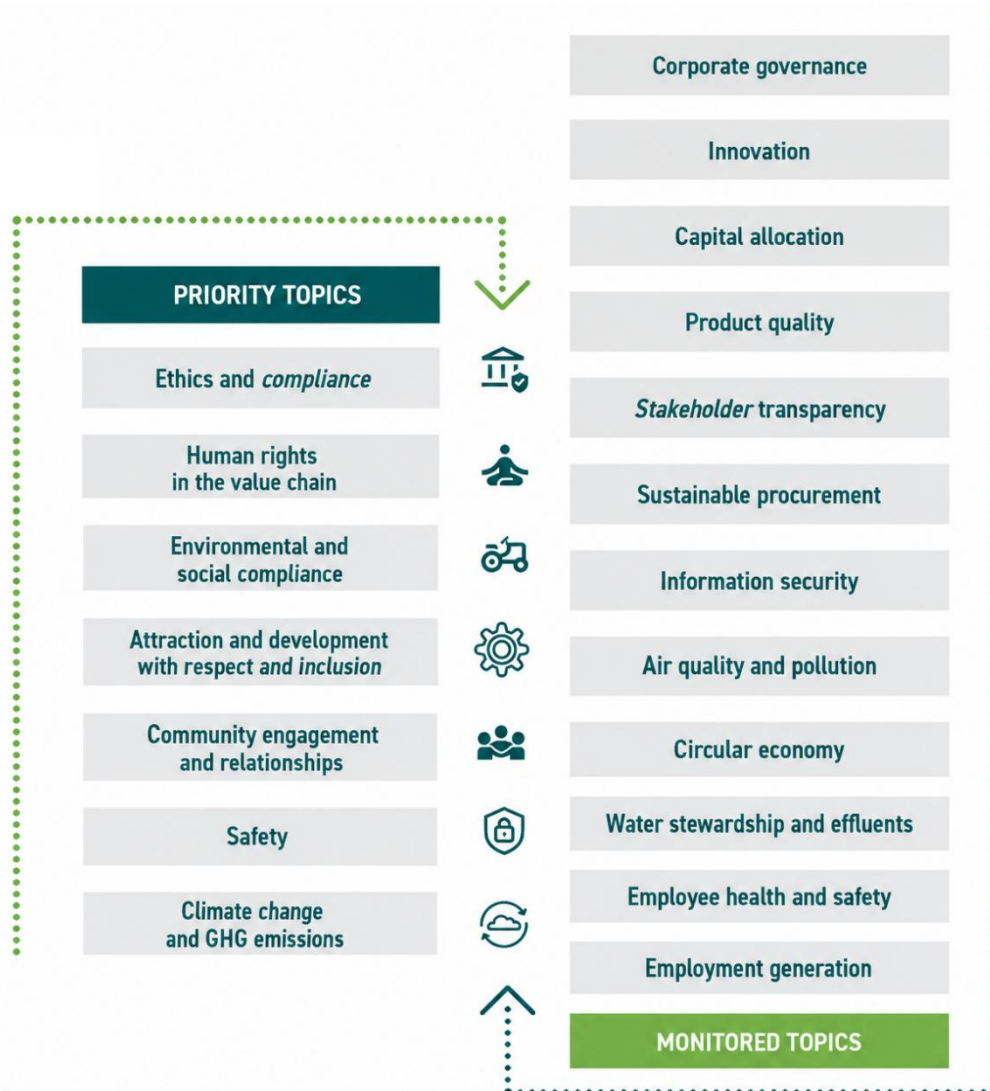 PRIORITY TOPICS
Ethics and compliance
Human rights
in the value chain
Environmental and
social compliance
Attraction and development
with respect and inclusion
Community engagement
and relationships
Safety
Climate change
and GHG emissions
Corporate governance
Innovation
Capital allocation
Product quality
Stakeholder transparency
Sustainable procurement
Information security
Air quality and pollution
Circular economy
Water stewardship and effluents
Employee health and safety
Employment generation
MONITORED TOPICS